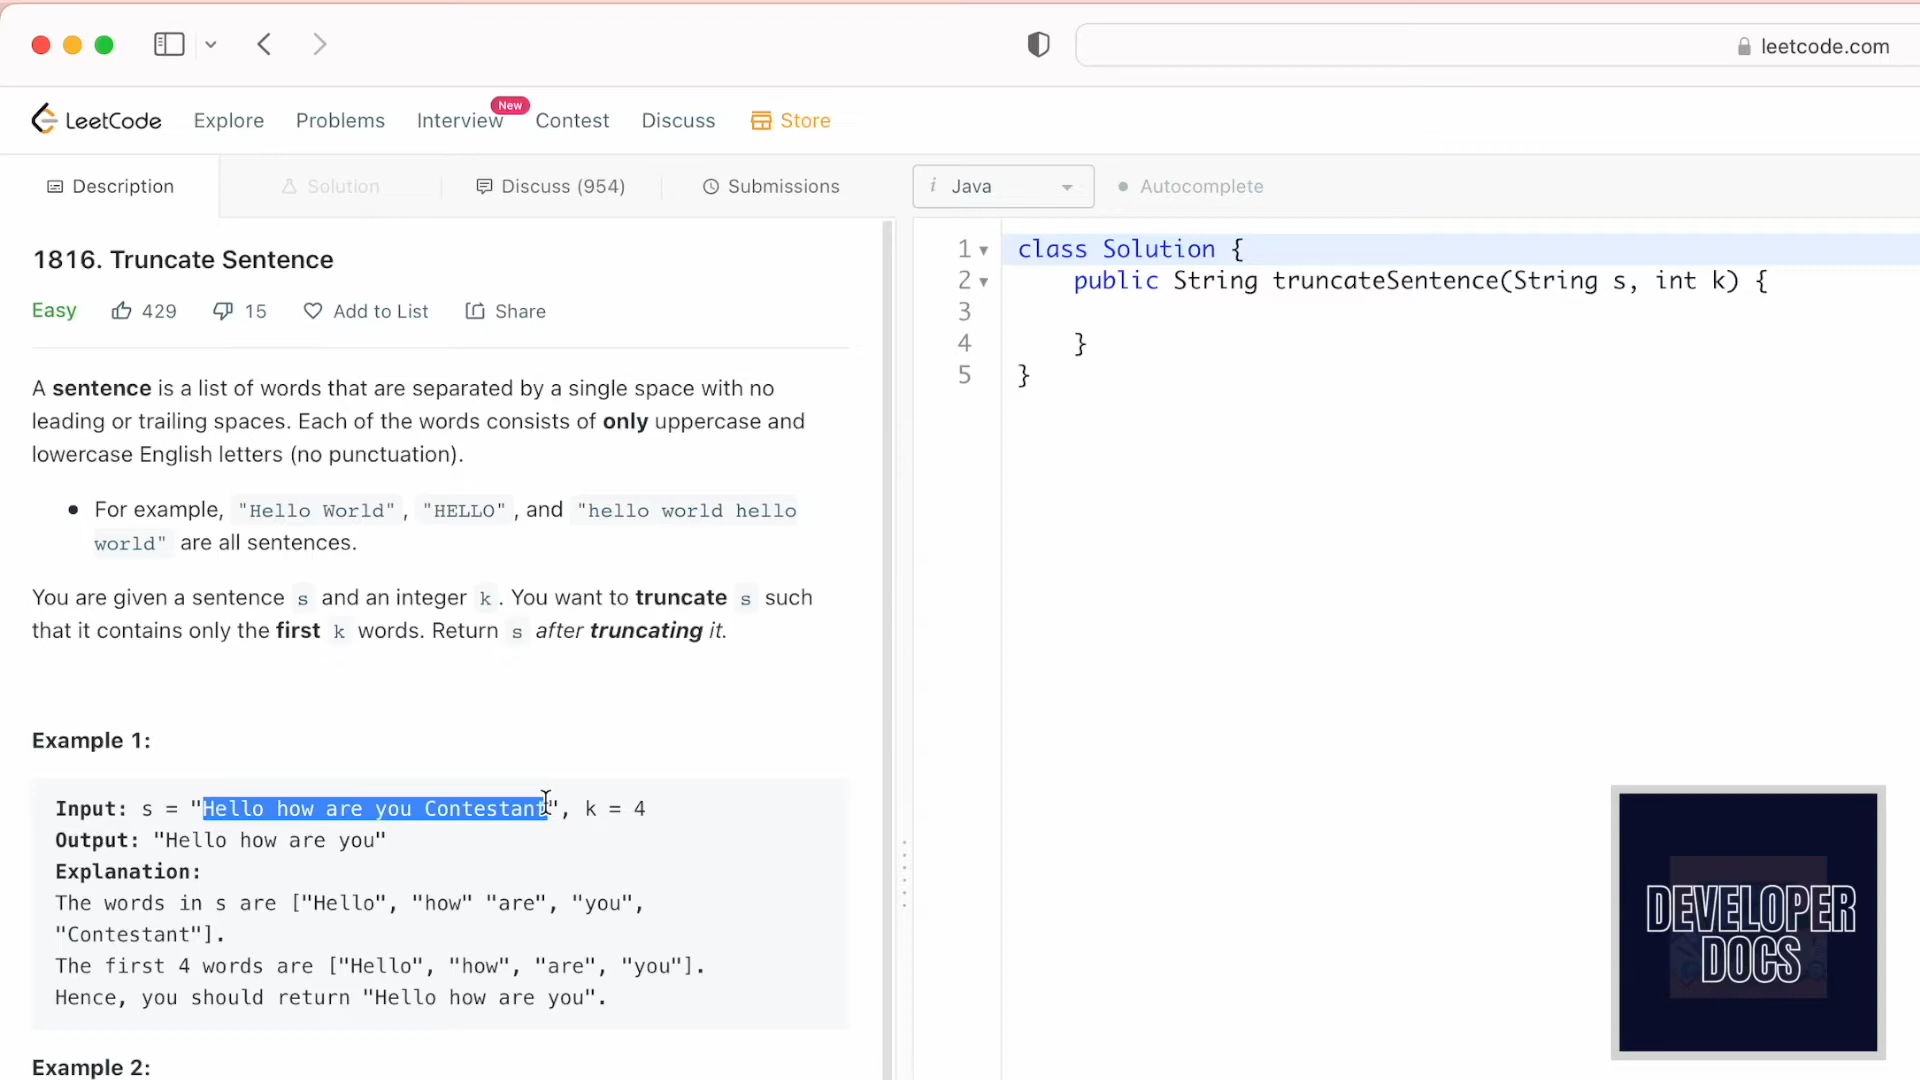 leetcode.com
LeetCode Explore Problems Interview New Contest Discuss Store
Description Solution Discuss (954) Submissions
i Java Autocomplete
1816. Truncate Sentence
Easy 429 15 Add to List Share
A sentence is a list of words that are separated by a single space with no
leading or trailing spaces. Each of the words consists of only uppercase and
lowercase English letters (no punctuation).
• For example, "Hello World", "HELLO", and "hello world hello
world" are all sentences.
You are given a sentence s and an integer k. You want to truncate s such
that it contains only the first k words. Return s after truncating it.
Example 1:
Input: s = "Hello how are you Contestant", k = 4
Output: "Hello how are you"
Explanation:
The words in s are ["Hello", "how" "are", "you",
"Contestant"].
The first 4 words are ["Hello", "how", "are", "you"].
Hence, you should return "Hello how are you".
Example 2:
1 class Solution {
2 public String truncateSentence(String s, int k) {
3
4 }
5 }
DEVELOPER
DOCS